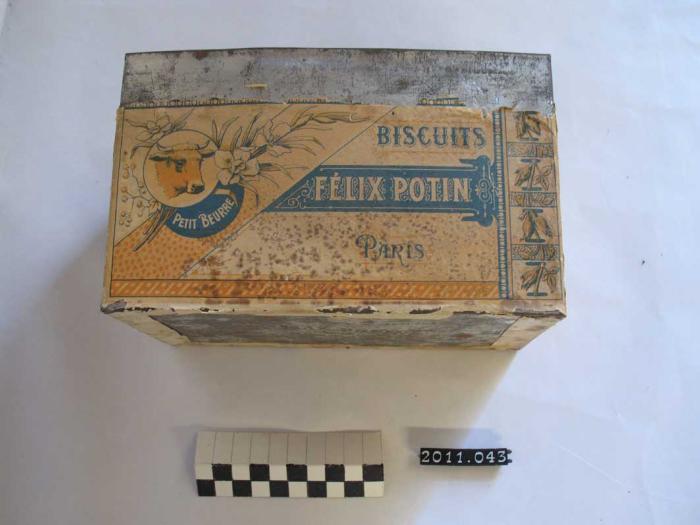 BISCUITS
FÉLIX POTIN
PETIT BEURRE
PARIS
2011.043